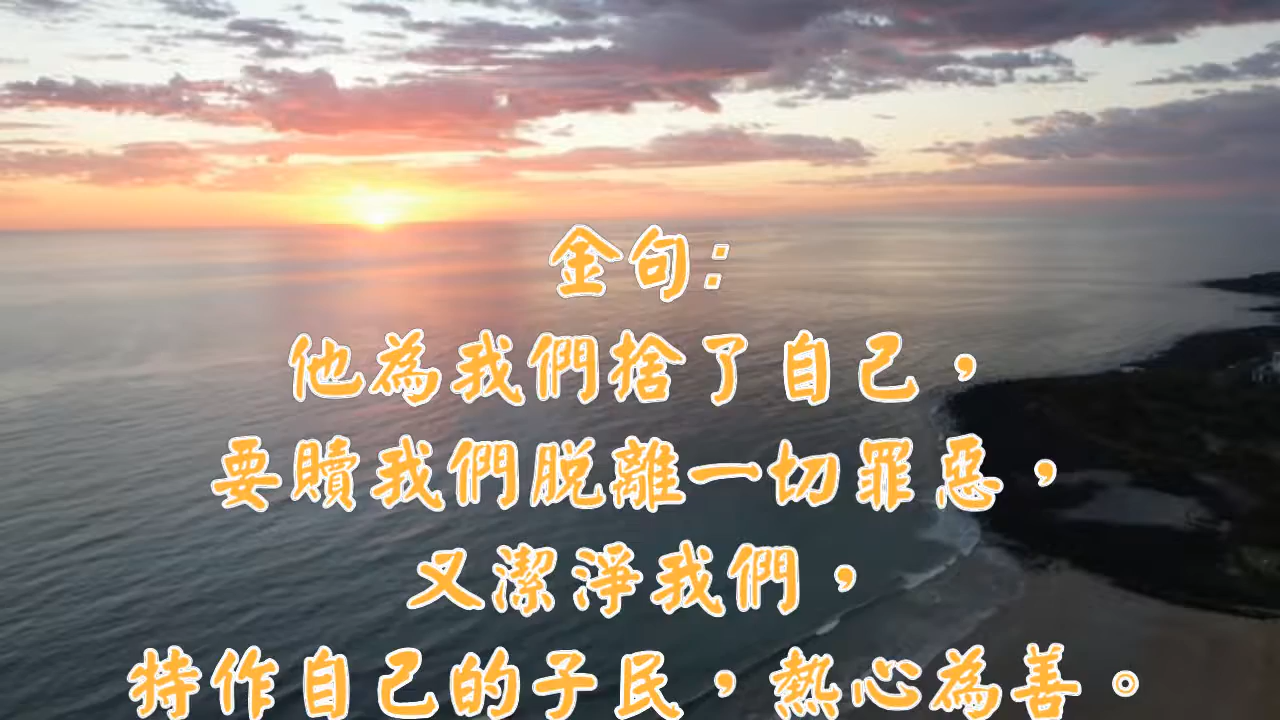 金句:
他為我們捨了自己，
要贖我們脫離一切罪惡，
又潔淨我們，
特作自己的子民，熱心為善。